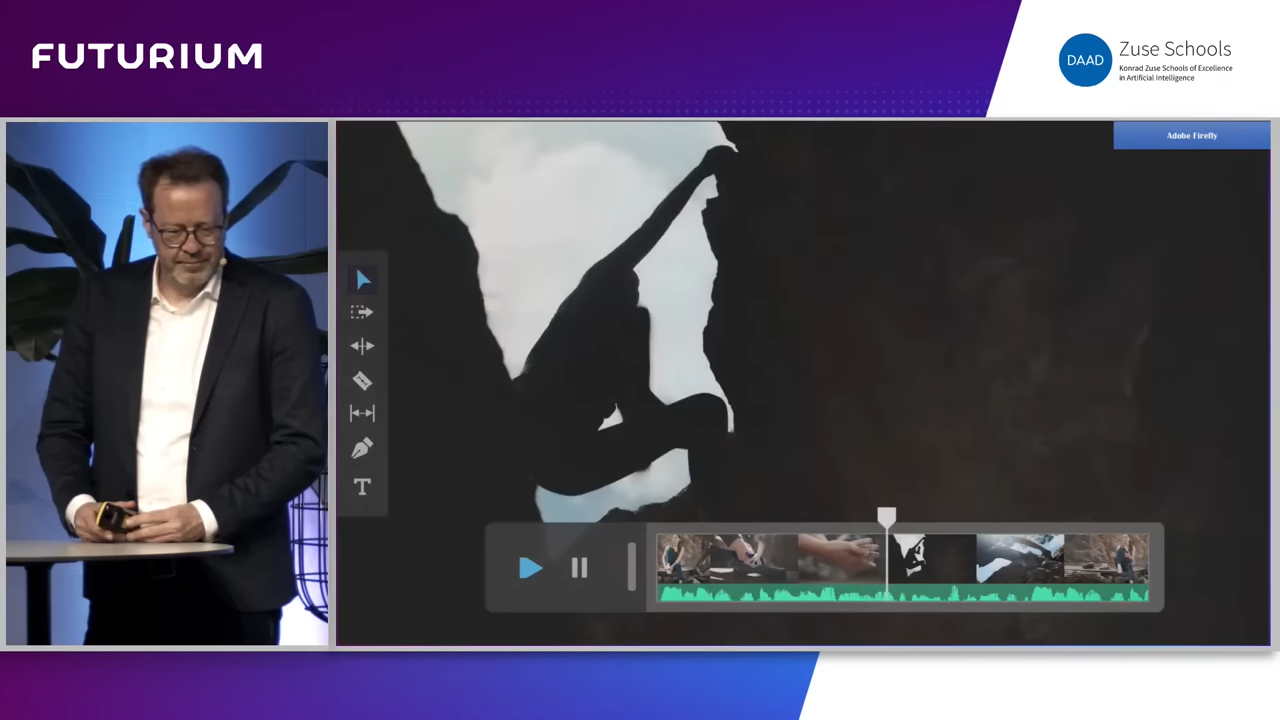 FUTURIUM
DAAD
Zuse Schools
Konrad Zuse Schools of Excellence
in Artificial Intelligence
Adobe Firefly
T